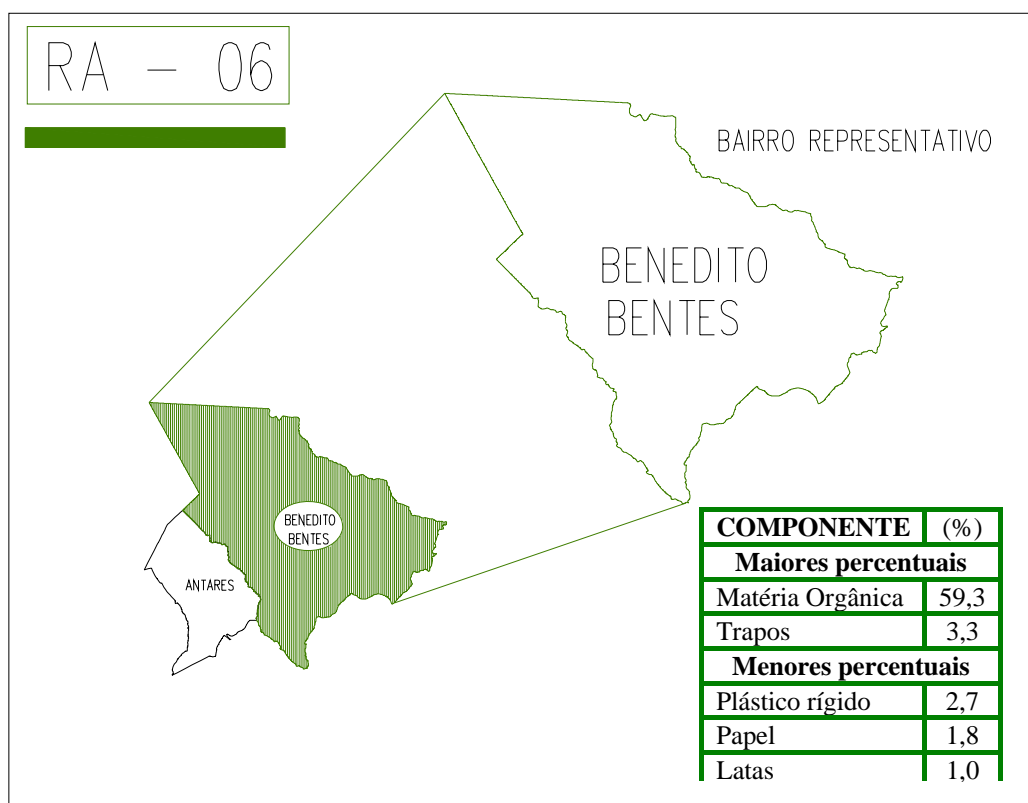 RA - 06
BAIRRO REPRESENTATIVO
BENEDITO
BENTES
BENEDITO
BENTES
ANTARES
COMPONENTE (%)
Maiores percentuais
Matéria Orgânica 59,3
Trapos 3,3
Menores percentuais
Plástico rígido 2,7
Papel 1,8
Latas 1,0